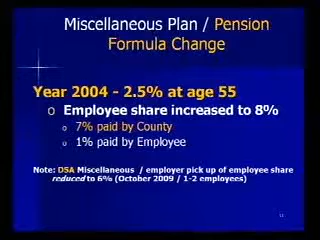 Miscellaneous Plan / Pension
Formula Change
Year 2004 - 2.5% at age 55
o Employee share increased to 8%
o 7% paid by County
o 1% paid by Employee
Note: DSA Miscellaneous / employer pick up of employee share
reduced to 6% (October 2009 / 1-2 employees)